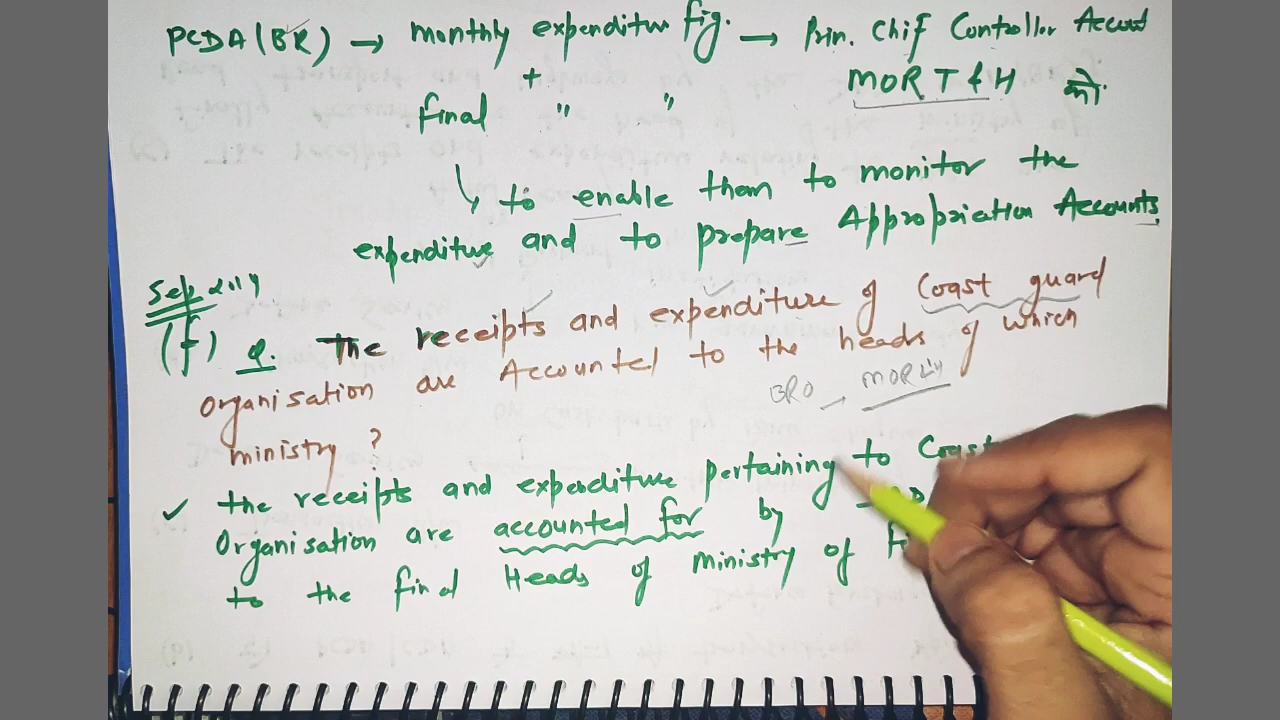 PCDA(BR) → monthly expenditur fig. → Prin. Chif Controller Account
+ MORT&H को
final " "
↳ to enable them to monitor the
expenditure and to prepare Appropriation Accounts
Sep 2019
(f) Q. The receipts and expenditure of Coast guard
organisation are Accounted to the heads of which
BRO → MORTH
ministry ?
✓ the receipts and expenditure pertaining to Coast
Organisation are accounted for by
to the final Heads of ministry of